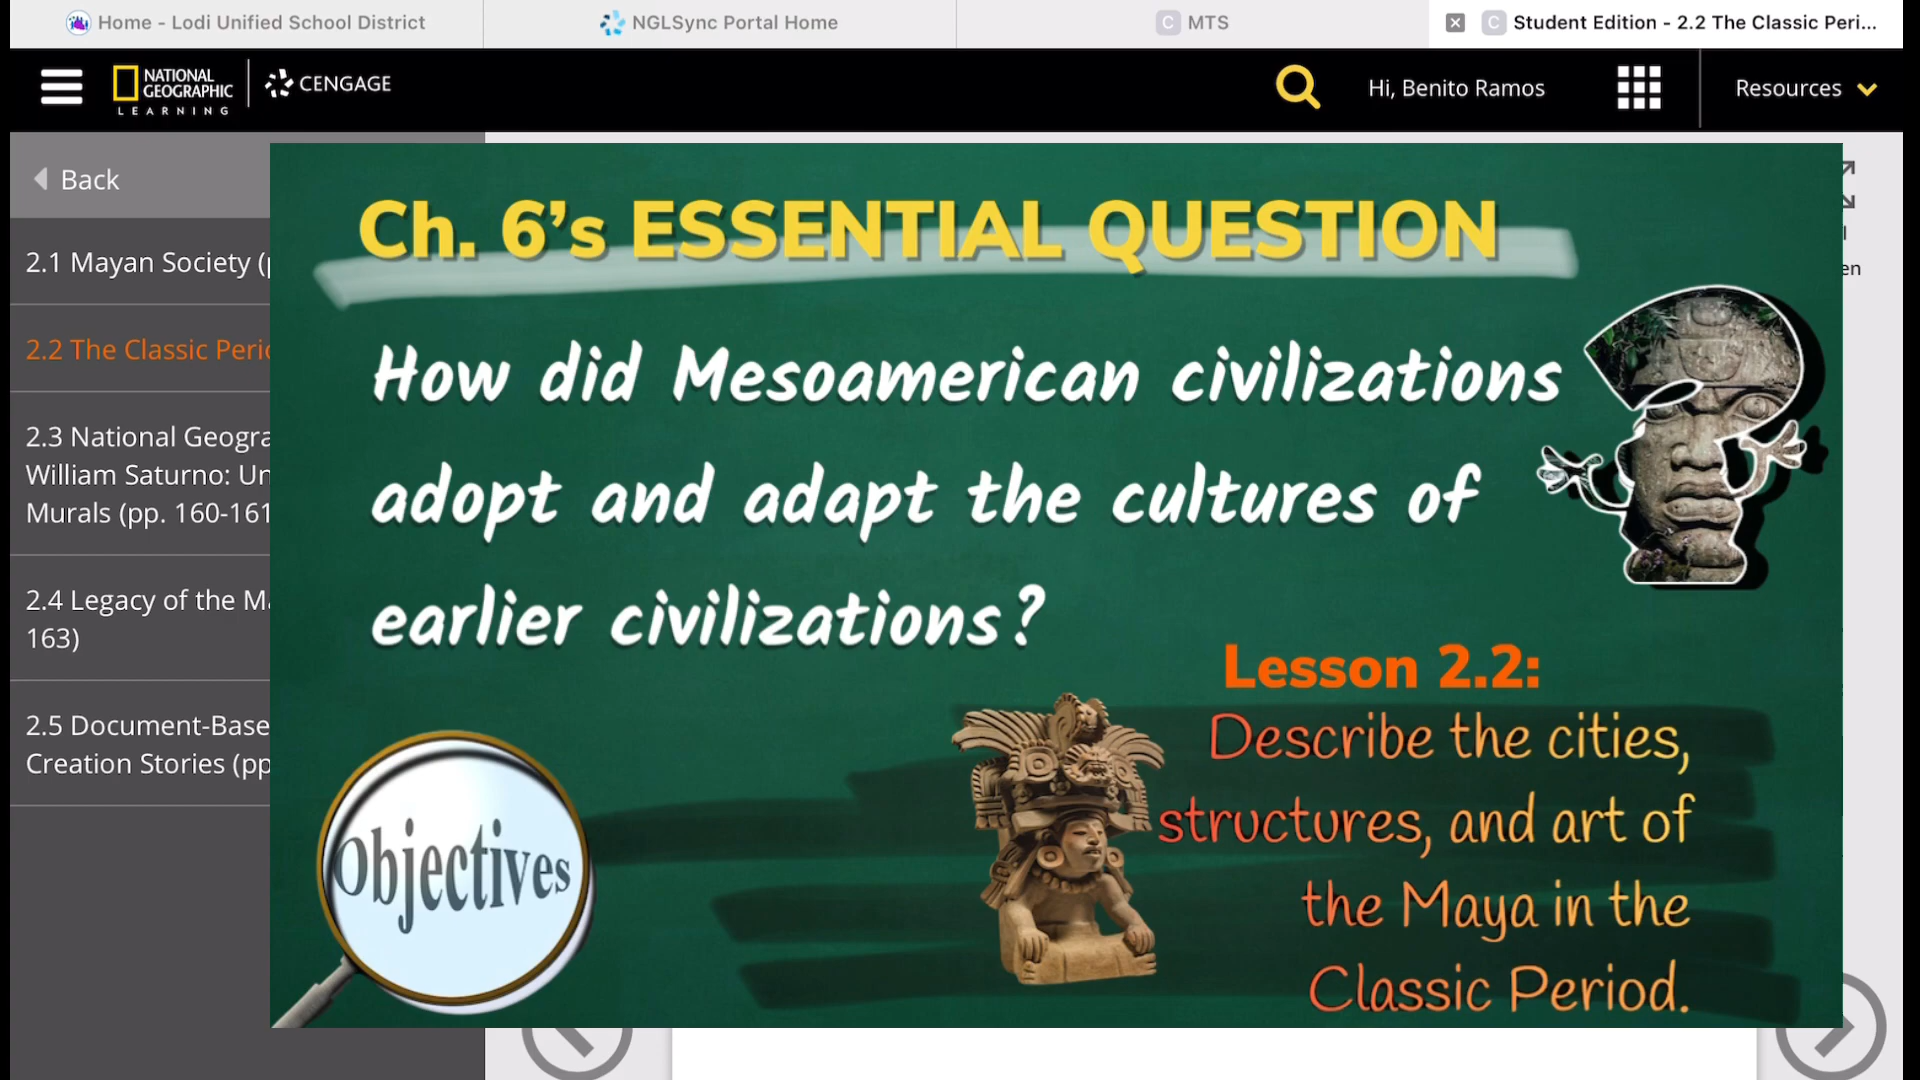 Home - Lodi Unified School District
NGLSync Portal Home
C MTS
C Student Edition - 2.2 The Classic Peri...
NATIONAL
GEOGRAPHIC
LEARNING
CENGAGE
Hi, Benito Ramos
Resources
Back
2.1 Mayan Society (
2.2 The Classic Perio
2.3 National Geogra
William Saturno: Un
Murals (pp. 160-161
2.4 Legacy of the Ma
163)
2.5 Document-Base
Creation Stories (pp
en
Ch. 6's ESSENTIAL QUESTION
How did Mesoamerican civilizations
adopt and adapt the cultures of
earlier civilizations?
Objectives
Lesson 2.2:
Describe the cities,
structures, and art of
the Maya in the
Classic Period.